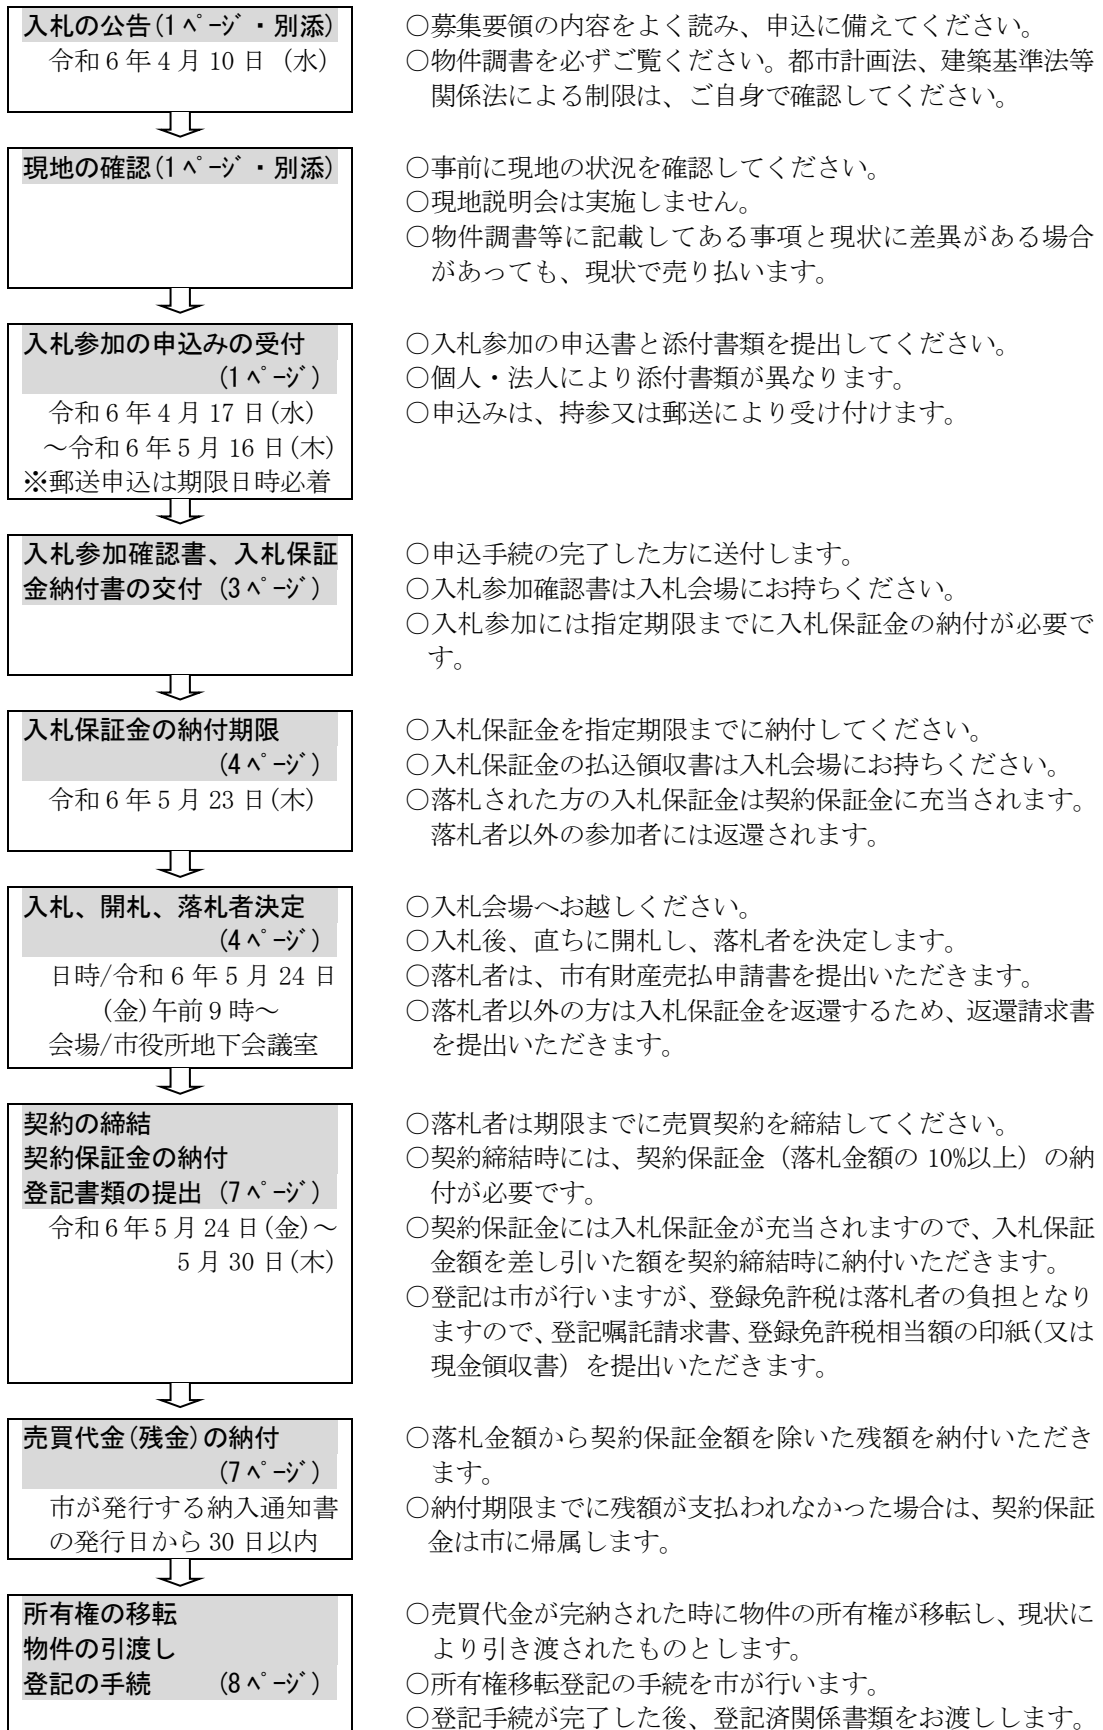 入札の公告(1ﾍﾟｰｼﾞ・別添)
令和6年4月10日 (水)
○募集要領の内容をよく読み、申込に備えてください。
○物件調書を必ずご覧ください。都市計画法、建築基準法等
関係法による制限は、ご自身で確認してください。
現地の確認(1ﾍﾟｰｼﾞ・別添)
○事前に現地の状況を確認してください。
○現地説明会は実施しません。
○物件調書等に記載してある事項と現状に差異がある場合
があっても、現状で売り払います。
入札参加の申込みの受付
(1ﾍﾟｰｼﾞ)
令和6年4月17日(水)
～令和6年5月16日(木)
※郵送申込は期限日時必着
○入札参加の申込書と添付書類を提出してください。
○個人・法人により添付書類が異なります。
○申込みは、持参又は郵送により受け付けます。
入札参加確認書、入札保証
金納付書の交付 (3ﾍﾟｰｼﾞ)
○申込手続の完了した方に送付します。
○入札参加確認書は入札会場にお持ちください。
○入札参加には指定期限までに入札保証金の納付が必要で
す。
入札保証金の納付期限
(4ﾍﾟｰｼﾞ)
令和6年5月23日(木)
○入札保証金を指定期限までに納付してください。
○入札保証金の払込領収書は入札会場にお持ちください。
○落札された方の入札保証金は契約保証金に充当されます。
落札者以外の参加者には返還されます。
入札、開札、落札者決定
(4ﾍﾟｰｼﾞ)
日時/令和6年5月24日
(金)午前9時～
会場/市役所地下会議室
○入札会場へお越しください。
○入札後、直ちに開札し、落札者を決定します。
○落札者は、市有財産売払申請書を提出いただきます。
○落札者以外の方は入札保証金を返還するため、返還請求書
を提出いただきます。
契約の締結
契約保証金の納付
登記書類の提出 (7ﾍﾟｰｼﾞ)
令和6年5月24日(金)～
5月30日(木)
○落札者は期限までに売買契約を締結してください。
○契約締結時には、契約保証金（落札金額の 10%以上）の納
付が必要です。
○契約保証金には入札保証金が充当されますので、入札保証
金額を差し引いた額を契約締結時に納付いただきます。
○登記は市が行いますが、登録免許税は落札者の負担となり
ますので、登記嘱託請求書、登録免許税相当額の印紙(又は
現金領収書）を提出いただきます。
売買代金(残金)の納付
(7ﾍﾟｰｼﾞ)
市が発行する納入通知書
の発行日から30日以内
○落札金額から契約保証金額を除いた残額を納付いただき
ます。
○納付期限までに残額が支払われなかった場合は、契約保証
金は市に帰属します。
所有権の移転
物件の引渡し
登記の手続 (8ﾍﾟｰｼﾞ)
○売買代金が完納された時に物件の所有権が移転し、現状に
より引き渡されたものとします。
○所有権移転登記の手続を市が行います。
○登記手続が完了した後、登記済関係書類をお渡しします。